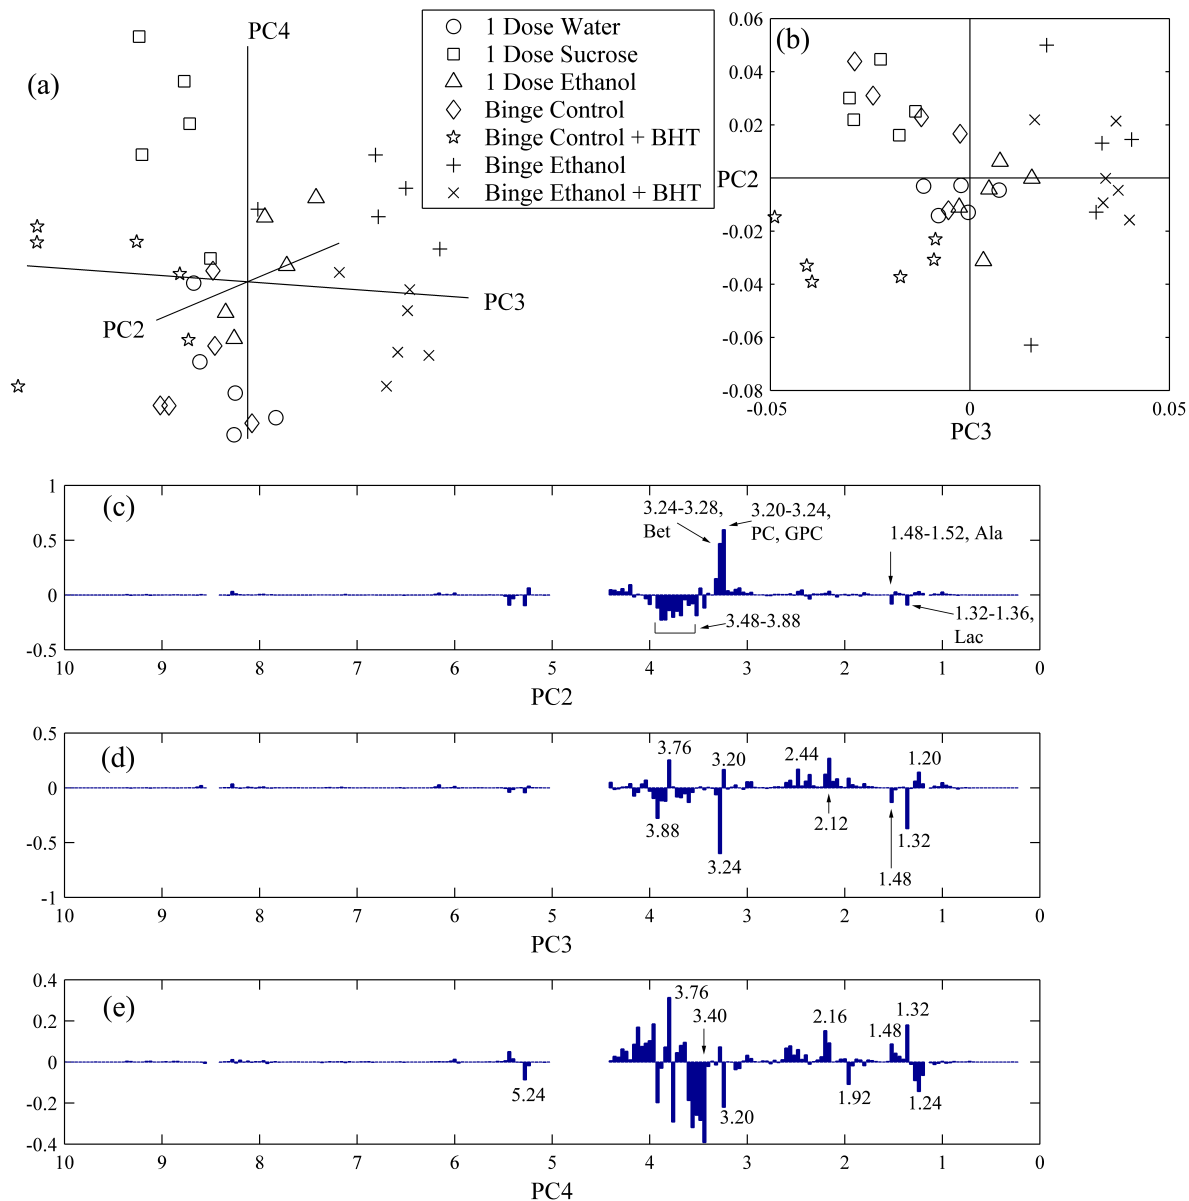 (a)
PC4
PC3
PC2
1 Dose Water
1 Dose Sucrose
1 Dose Ethanol
Binge Control
Binge Control + BHT
Binge Ethanol
Binge Ethanol + BHT
(b)
0.06
0.04
0.02
PC2
-0.02
-0.04
-0.06
-0.08
-0.05 0 0.05
PC3
(c)
1
0.5
0
-0.5
3.24-3.28,
Bet
3.20-3.24,
PC, GPC
1.48-1.52, Ala
3.48-3.88
1.32-1.36,
Lac
10 9 8 7 6 5 4 3 2 1 0
PC2
(d)
0.5
0
-0.5
-1
3.76
3.20
2.44
1.20
3.88
3.24
2.12
1.32
1.48
10 9 8 7 6 5 4 3 2 1 0
PC3
(e)
0.4
0.2
0
-0.2
-0.4
3.76
3.40
2.16
1.48
1.32
5.24
3.20
1.92
1.24
10 9 8 7 6 5 4 3 2 1 0
PC4